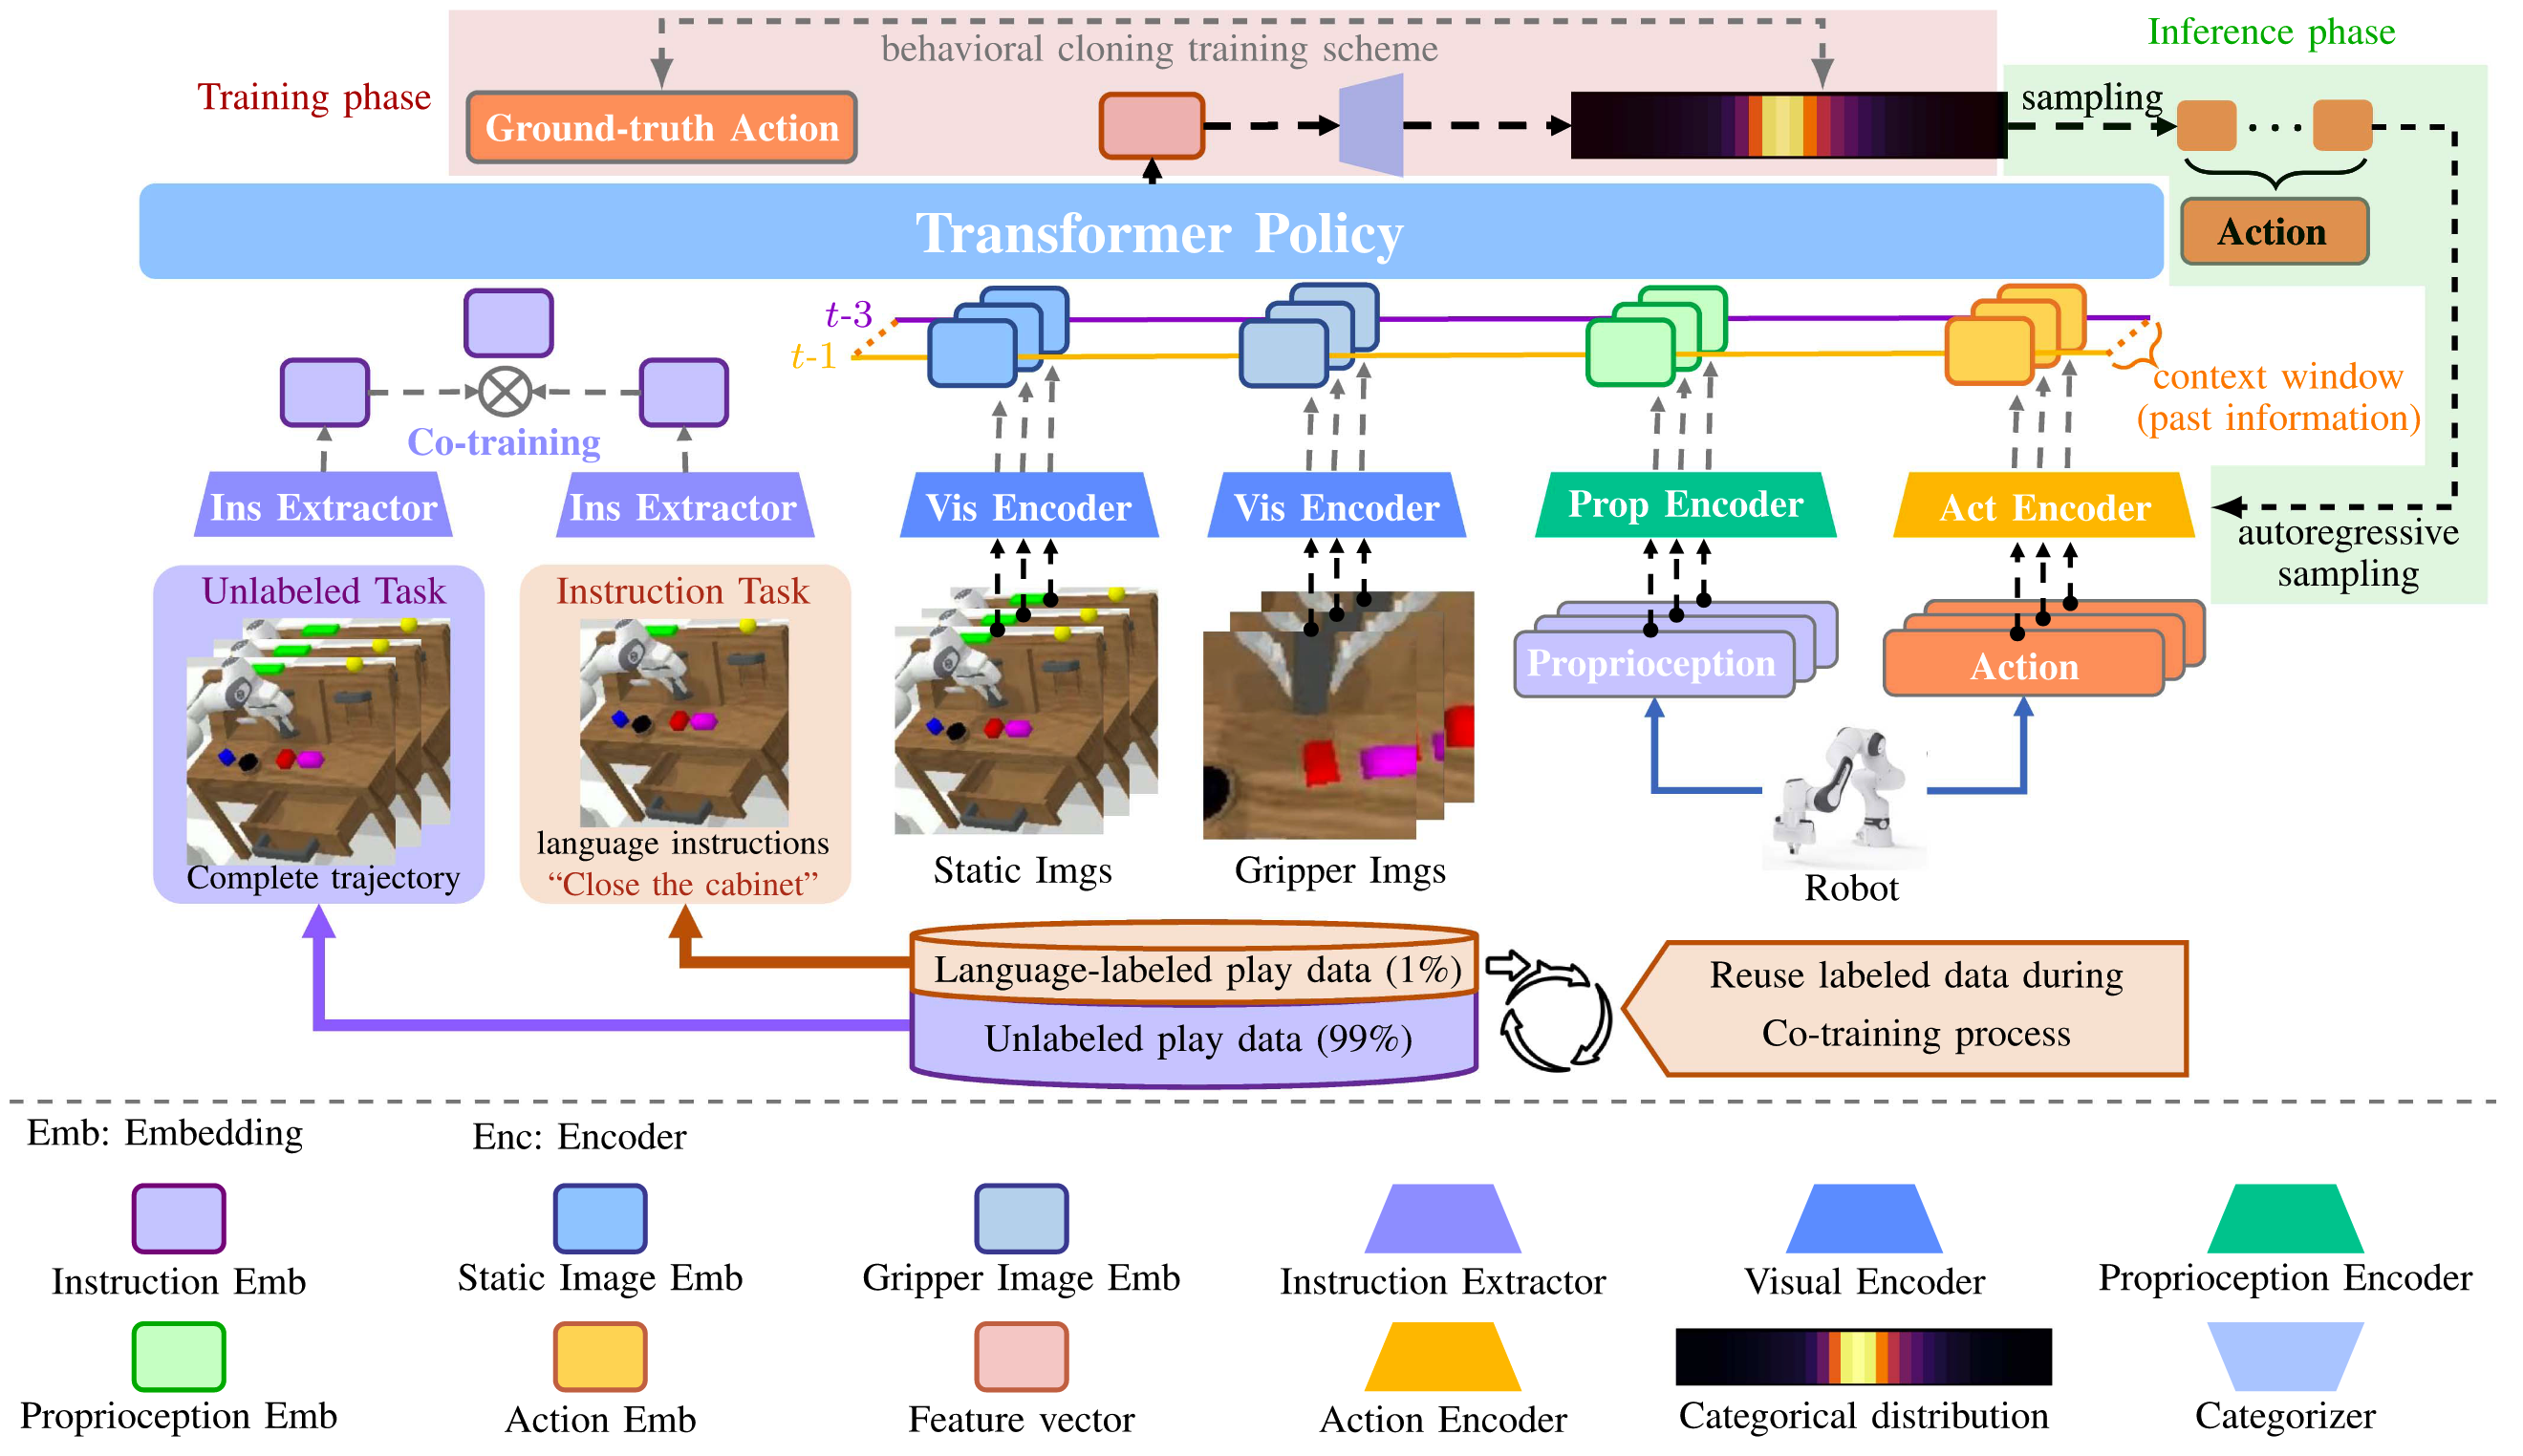 Inference phase
behavioral cloning training scheme
Training phase
Ground-truth Action
sampling
Transformer Policy
Action
t-3
t-1
context window
(past information)
Co-training
Ins Extractor
Ins Extractor
Vis Encoder
Vis Encoder
Prop Encoder
Act Encoder
autoregressive
sampling
Unlabeled Task
Complete trajectory
Instruction Task
language instructions
“Close the cabinet”
Static Imgs
Gripper Imgs
Proprioception
Action
Robot
Language-labeled play data (1%)
Unlabeled play data (99%)
Reuse labeled data during
Co-training process
Emb: Embedding
Enc: Encoder
Instruction Emb
Static Image Emb
Gripper Image Emb
Instruction Extractor
Visual Encoder
Proprioception Encoder
Proprioception Emb
Action Emb
Feature vector
Action Encoder
Categorical distribution
Categorizer